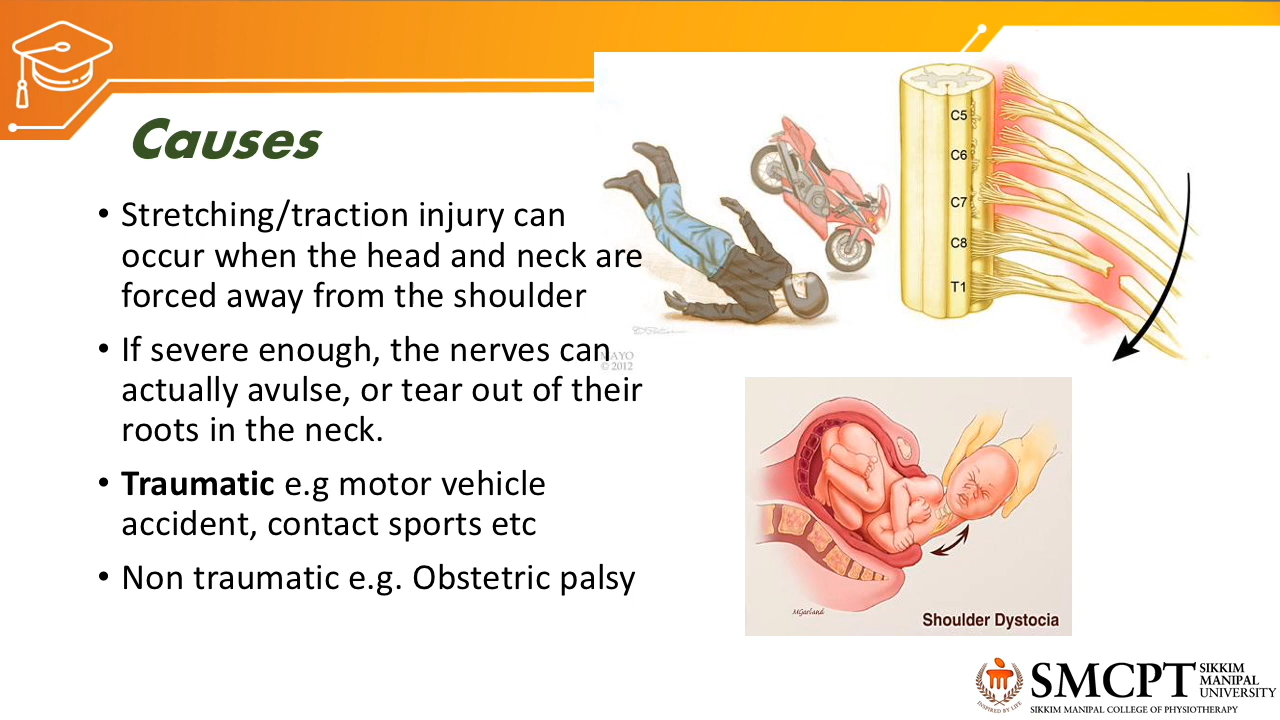 Causes
• Stretching/traction injury can
occur when the head and neck are
forced away from the shoulder
• If severe enough, the nerves can
actually avulse, or tear out of their
roots in the neck.
• Traumatic e.g motor vehicle
accident, contact sports etc
• Non traumatic e.g. Obstetric palsy
C5
C6
C7
C8
T1
MAYO
© 2012
MGarland
Shoulder Dystocia
INSPIRED BY LIFE
SMCPT
SIKKIM
MANIPAL
UNIVERSITY
SIKKIM MANIPAL COLLEGE OF PHYSIOTHERAPY